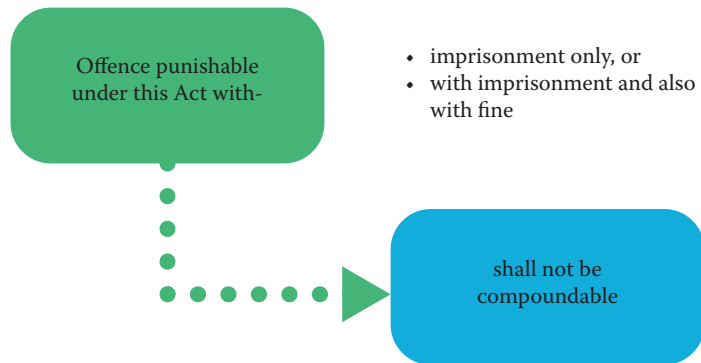 Offence punishable
under this Act with-
• imprisonment only, or
• with imprisonment and also
with fine
shall not be
compoundable